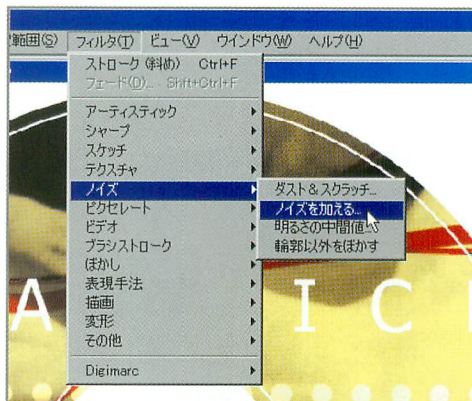 範囲(S) フィルタ(T) ビュー(V) ウインドウ(W) ヘルプ(H)
ストローク (斜め) Ctrl+F
フェード(D)... Shft+Ctrl+F
アーティスティック
シャープ
スケッチ
テクスチャ
ノイズ
ピクセレート
ビデオ
ブラシストローク
ぼかし
表現手法
描画
変形
その他
Digimarc
ダスト＆スクラッチ...
ノイズを加える...
明るさの中間値...
輪郭以外をぼかす
A I C